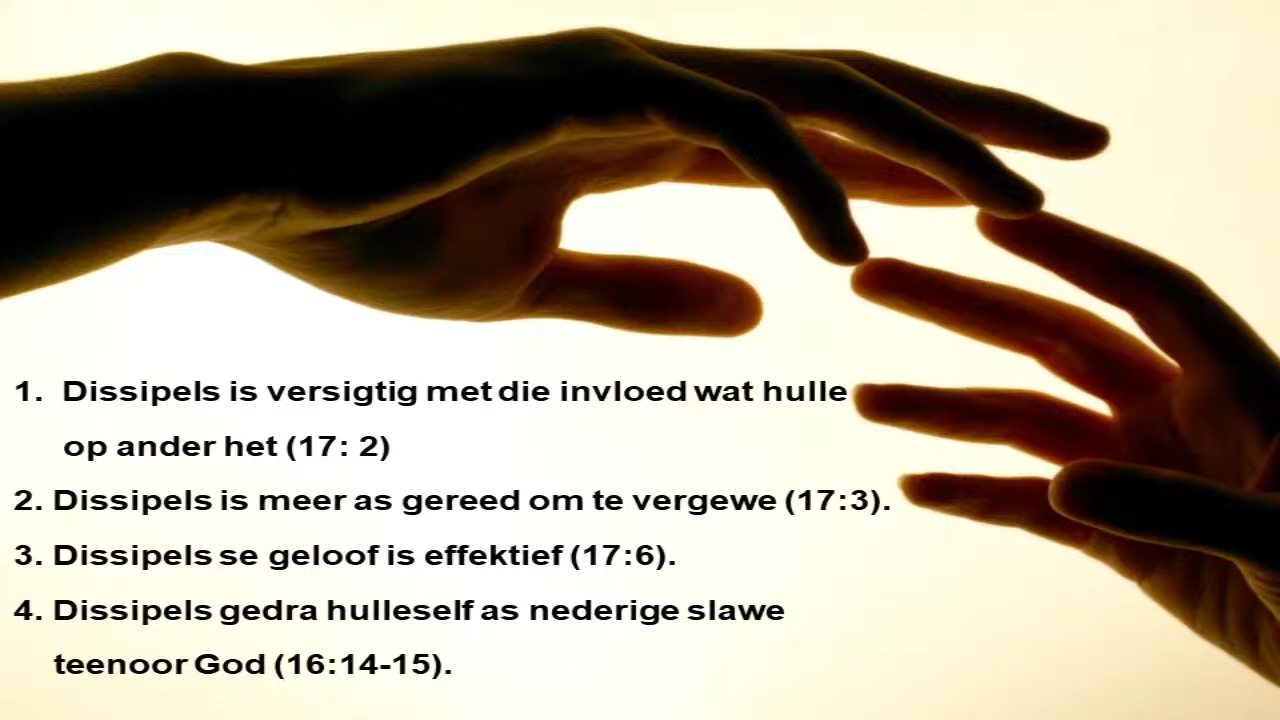 1. Dissipels is versigtig met die invloed wat hulle
op ander het (17: 2)
2. Dissipels is meer as gereed om te vergewe (17:3).
3. Dissipels se geloof is effektief (17:6).
4. Dissipels gedra hulleself as nederige slawe
teenoor God (16:14-15).